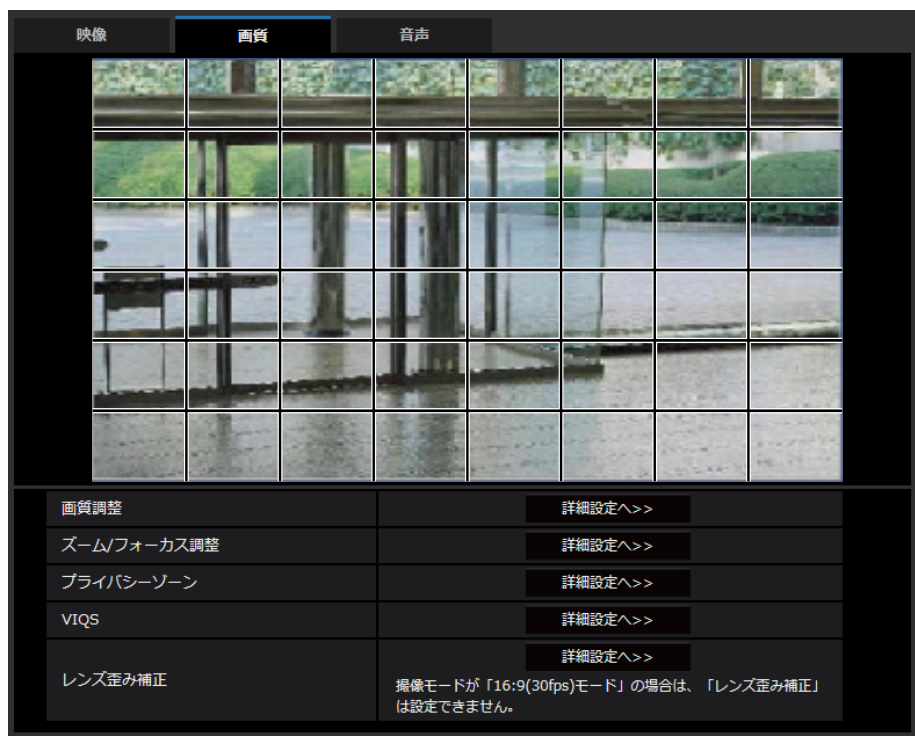 映像 画質 音声
画質調整 詳細設定へ>>
ズーム/フォーカス調整 詳細設定へ>>
プライバシーゾーン 詳細設定へ>>
VIQS 詳細設定へ>>
詳細設定へ>>
レンズ歪み補正
撮像モードが「16:9(30fps)モード」の場合は、「レンズ歪み補正」
は設定できません。